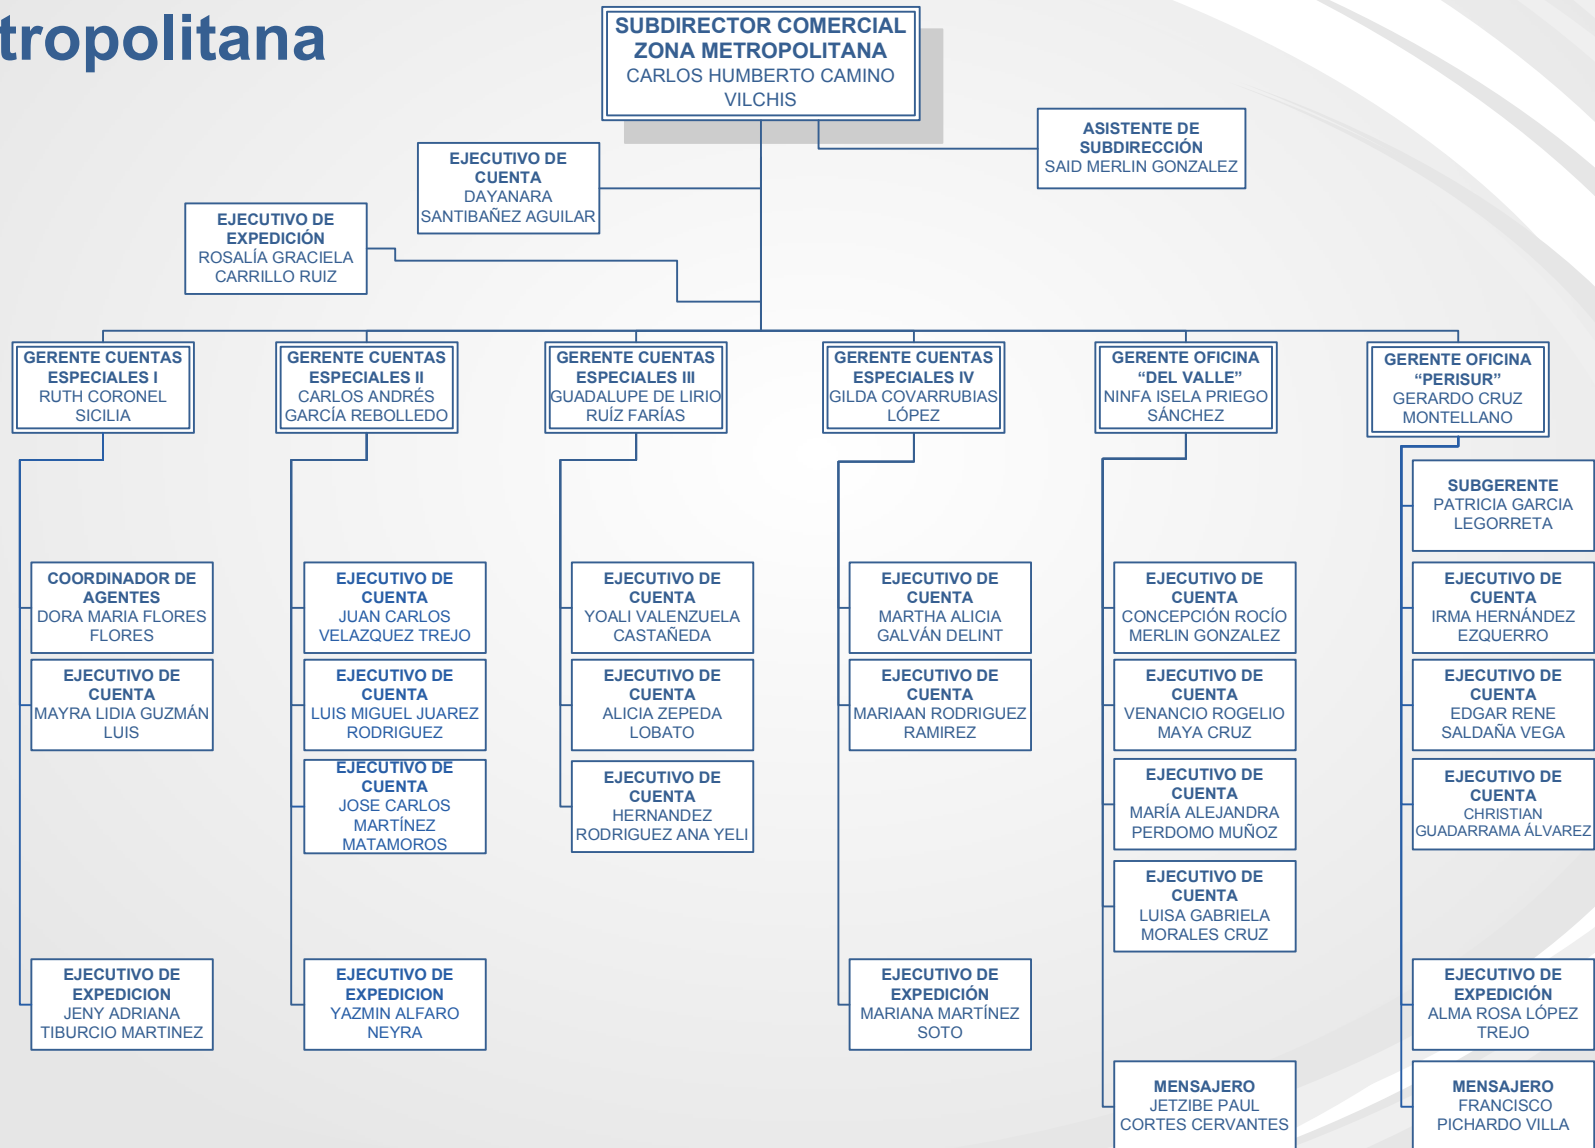 tropolitana
SUBDIRECTOR COMERCIAL
ZONA METROPOLITANA
CARLOS HUMBERTO CAMINO
VILCHIS
ASISTENTE DE
SUBDIRECCIÓN
SAID MERLIN GONZALEZ
EJECUTIVO DE
CUENTA
DAYANARA
SANTIBAÑEZ AGUILAR
EJECUTIVO DE
EXPEDICIÓN
ROSALÍA GRACIELA
CARRILLO RUIZ
GERENTE CUENTAS
ESPECIALES I
RUTH CORONEL
SICILIA
GERENTE CUENTAS
ESPECIALES II
CARLOS ANDRÉS
GARCÍA REBOLLEDO
GERENTE CUENTAS
ESPECIALES III
GUADALUPE DE LIRIO
RUÍZ FARÍAS
GERENTE CUENTAS
ESPECIALES IV
GILDA COVARRUBIAS
LÓPEZ
GERENTE OFICINA
“DEL VALLE”
NINFA ISELA PRIEGO
SÁNCHEZ
GERENTE OFICINA
“PERISUR”
GERARDO CRUZ
MONTELLANO
SUBGERENTE
PATRICIA GARCIA
LEGORRETA
COORDINADOR DE
AGENTES
DORA MARIA FLORES
FLORES
EJECUTIVO DE
CUENTA
JUAN CARLOS
VELAZQUEZ TREJO
EJECUTIVO DE
CUENTA
YOALI VALENZUELA
CASTAÑEDA
EJECUTIVO DE
CUENTA
MARTHA ALICIA
GALVÁN DELINT
EJECUTIVO DE
CUENTA
CONCEPCIÓN ROCÍO
MERLIN GONZALEZ
EJECUTIVO DE
CUENTA
IRMA HERNÁNDEZ
EZQUERRO
EJECUTIVO DE
CUENTA
MAYRA LIDIA GUZMÁN
LUIS
EJECUTIVO DE
CUENTA
LUIS MIGUEL JUAREZ
RODRIGUEZ
EJECUTIVO DE
CUENTA
ALICIA ZEPEDA
LOBATO
EJECUTIVO DE
CUENTA
MARIAAN RODRIGUEZ
RAMIREZ
EJECUTIVO DE
CUENTA
VENANCIO ROGELIO
MAYA CRUZ
EJECUTIVO DE
CUENTA
EDGAR RENE
SALDAÑA VEGA
EJECUTIVO DE
CUENTA
JOSE CARLOS
MARTÍNEZ
MATAMOROS
EJECUTIVO DE
CUENTA
HERNANDEZ
RODRIGUEZ ANA YELI
EJECUTIVO DE
CUENTA
MARÍA ALEJANDRA
PERDOMO MUÑOZ
EJECUTIVO DE
CUENTA
CHRISTIAN
GUADARRAMA ÁLVAREZ
EJECUTIVO DE
CUENTA
LUISA GABRIELA
MORALES CRUZ
EJECUTIVO DE
EXPEDICION
JENY ADRIANA
TIBURCIO MARTINEZ
EJECUTIVO DE
EXPEDICION
YAZMIN ALFARO
NEYRA
EJECUTIVO DE
EXPEDICIÓN
MARIANA MARTÍNEZ
SOTO
EJECUTIVO DE
EXPEDICIÓN
ALMA ROSA LÓPEZ
TREJO
MENSAJERO
JETZIBE PAUL
CORTES CERVANTES
MENSAJERO
FRANCISCO
PICHARDO VILLA